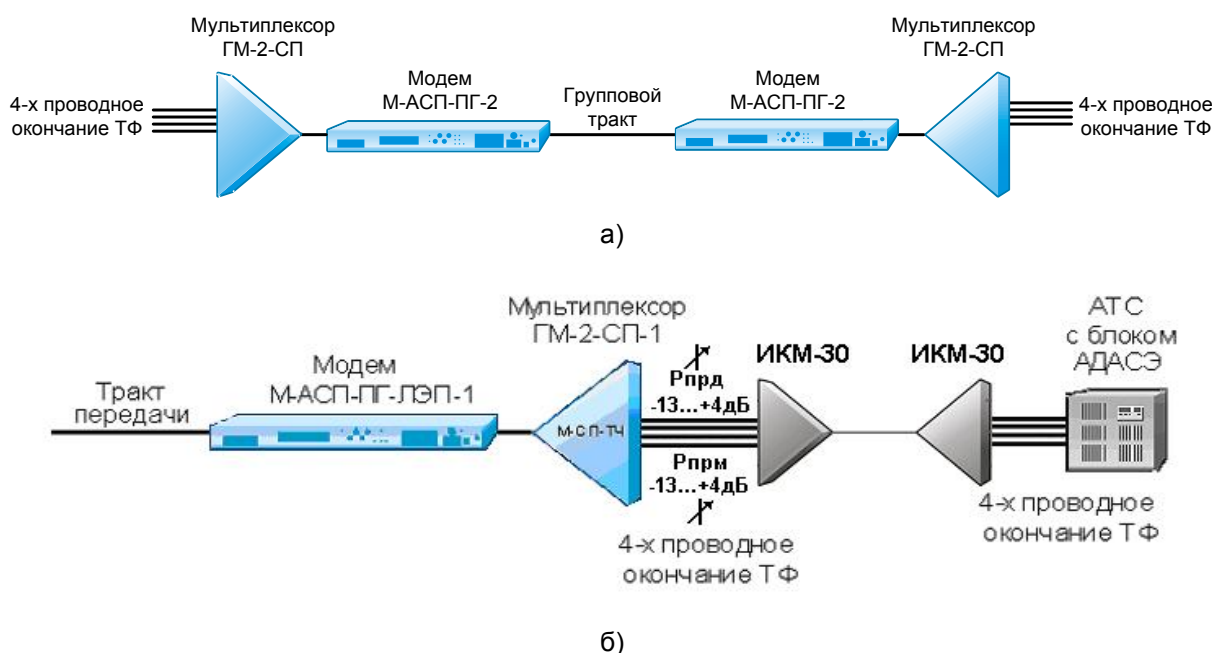 Мультиплексор
ГМ-2-СП
Мультиплексор
ГМ-2-СП
Модем
М-АСП-ПГ-2
Групповой
тракт
Модем
М-АСП-ПГ-2
4-х проводное
окончание ТФ
4-х проводное
окончание ТФ
а)
Мультиплексор
ГМ-2-СП-1
АТС
с блоком
АДАСЭ
ИКМ-30
ИКМ-30
Модем
М-АСП-ПГ-ЛЭП-1
Тракт
передачи
Рпрд
-13...+4дБ
М-СП-ТЧ
Рпрм
-13...+4дБ
4-х проводное
окончание ТФ
4-х проводное
окончание ТФ
б)